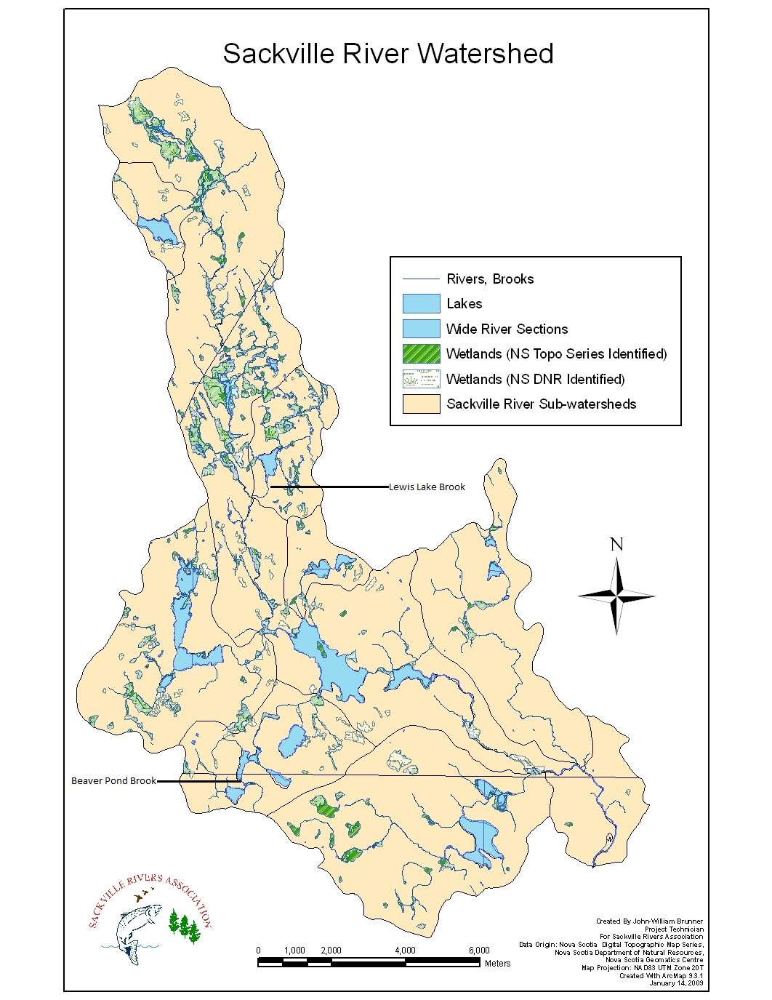 Sackville River Watershed
Rivers, Brooks
Lakes
Wide River Sections
Wetlands (NS Topo Series Identified)
Wetlands (NS DNR Identified)
Sackville River Sub-watersheds
Lewis Lake Brook
N
Beaver Pond Brook
SACKVILLE RIVERS ASSOCIATION
0 1,000 2,000 4,000 6,000
Meters
Created By John-William Brunner
Project Technician
For Sackville Rivers Association
Data Origin: Nova Scotia Digital Topographic Map Series,
Nova Scotia Department of Natural Resources,
Nova Scotia Geomatics Centre
Map Projection: NAD83 UTM Zone 20T
Created With ArcMap 9.3.1
January 14, 2009